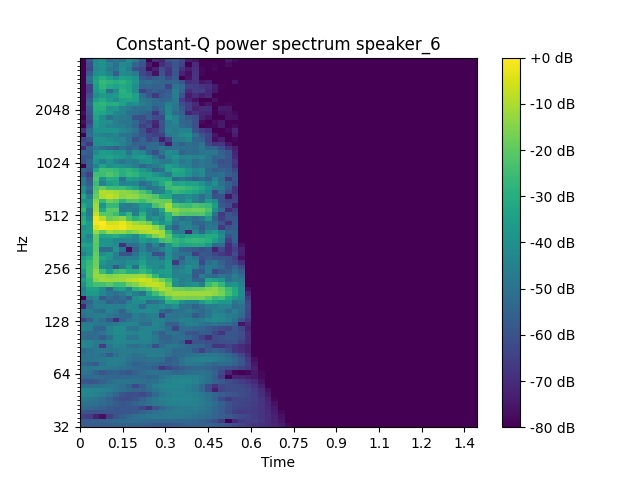 Constant-Q power spectrum speaker_6
+0 dB
-10 dB
-20 dB
-30 dB
-40 dB
-50 dB
-60 dB
-70 dB
-80 dB
2048
1024
512
256
128
64
32
Hz
0 0.15 0.3 0.45 0.6 0.75 0.9 1.1 1.2 1.4
Time